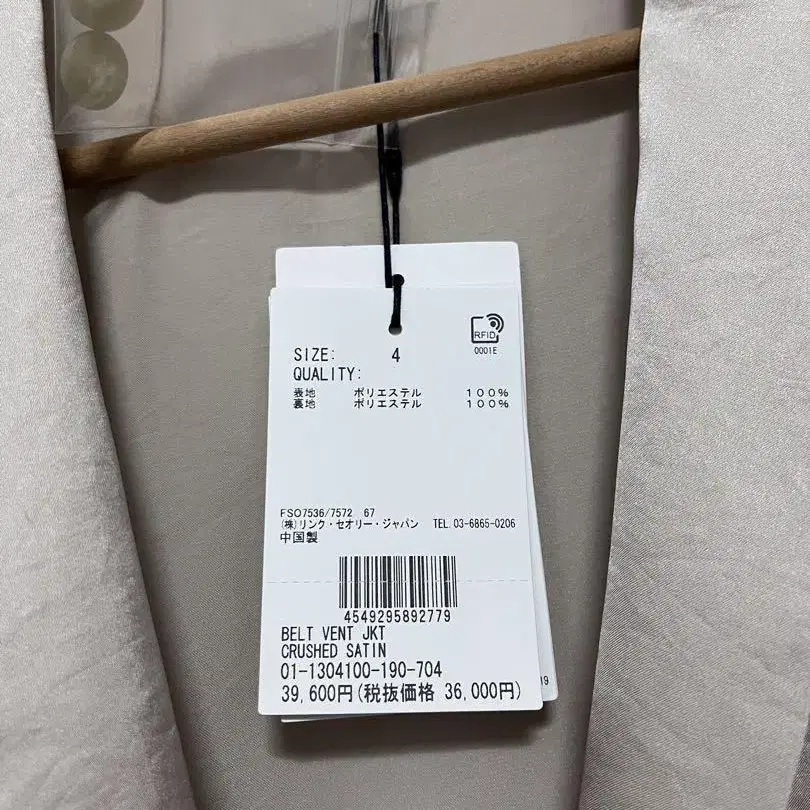 RFID
0001E
SIZE: 4
QUALITY:
表地 ポリエステル 100%
裏地 ポリエステル 100%
FSO7536/7572 67
(株)リンク・セオリー・ジャパン TEL.03-6865-0206
中国製
4549295892779
BELT VENT JKT
CRUSHED SATIN
01-1304100-190-704
39,600円(税抜価格 36,000円)